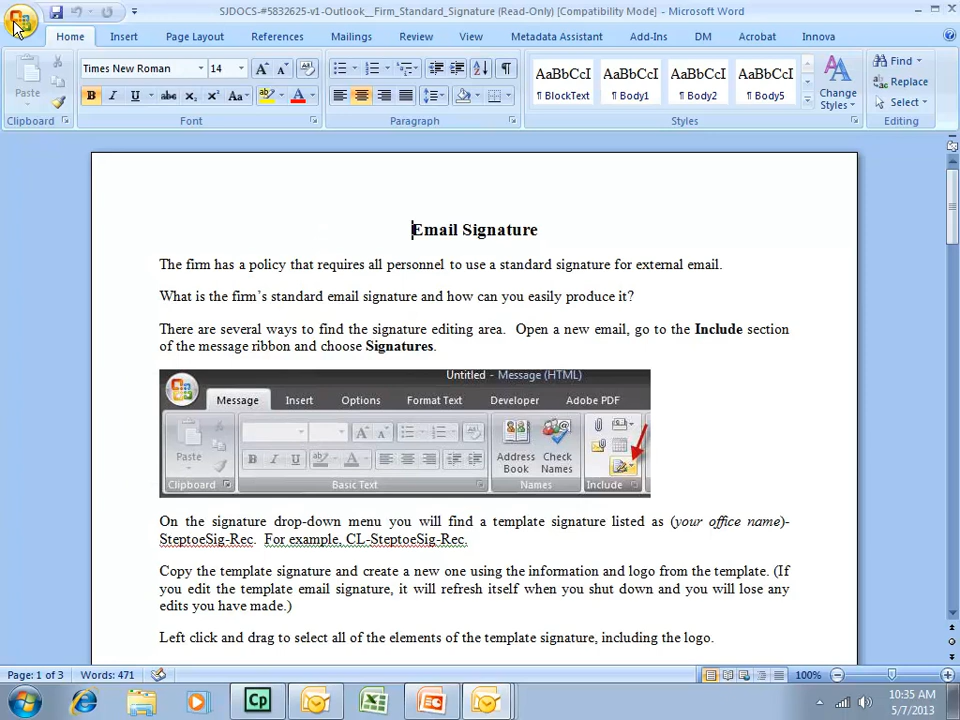 SJDOCS-#5832625-v1-Outlook__Firm_Standard_Signature (Read-Only) [Compatibility Mode] - Microsoft Word
Home Insert Page Layout References Mailings Review View Metadata Assistant Add-Ins DM Acrobat Innova
Times New Roman 14
Paste
B I U abc x₂ x² Aa
AaBbCcI AaBbCcI AaBbCcI AaBbCcI
¶ BlockText ¶ Body1 ¶ Body2 ¶ Body5
Change Styles
Find
Replace
Select
Clipboard Font Paragraph Styles Editing
Email Signature
The firm has a policy that requires all personnel to use a standard signature for external email.
What is the firm's standard email signature and how can you easily produce it?
There are several ways to find the signature editing area. Open a new email, go to the Include section
of the message ribbon and choose Signatures.
Untitled - Message (HTML)
Message Insert Options Format Text Developer Adobe PDF
Paste
B I U
Address Book
Check Names
Clipboard Basic Text Names Include
On the signature drop-down menu you will find a template signature listed as (your office name)-
SteptoeSig-Rec. For example, CL-SteptoeSig-Rec.
Copy the template signature and create a new one using the information and logo from the template. (If
you edit the template email signature, it will refresh itself when you shut down and you will lose any
edits you have made.)
Left click and drag to select all of the elements of the template signature, including the logo.
Page: 1 of 3 Words: 471 100%
Cp
10:35 AM
5/7/2013